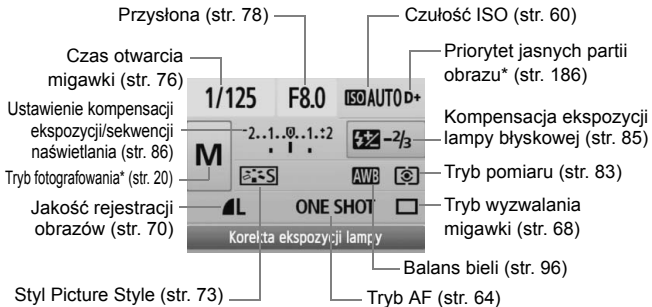 Przysłona (str. 78)
Czułość ISO (str. 60)
Czas otwarcia
migawki (str. 76)
Priorytet jasnych partii
obrazu* (str. 186)
1/125 F8.0 ISO AUTO D+
Ustawienie kompensacji
ekspozycji/sekwencji
naświetlania (str. 86)
-2..1..0..1..+2
-2/3
Kompensacja ekspozycji
lampy błyskowej (str. 85)
M
Tryb fotografowania* (str. 20)
S
AWB
Tryb pomiaru (str. 83)
Jakość rejestracji
obrazów (str. 70)
L
ONE SHOT
Tryb wyzwalania
migawki (str. 68)
Korekta ekspozycji lampy
Balans bieli (str. 96)
Styl Picture Style (str. 73)
Tryb AF (str. 64)